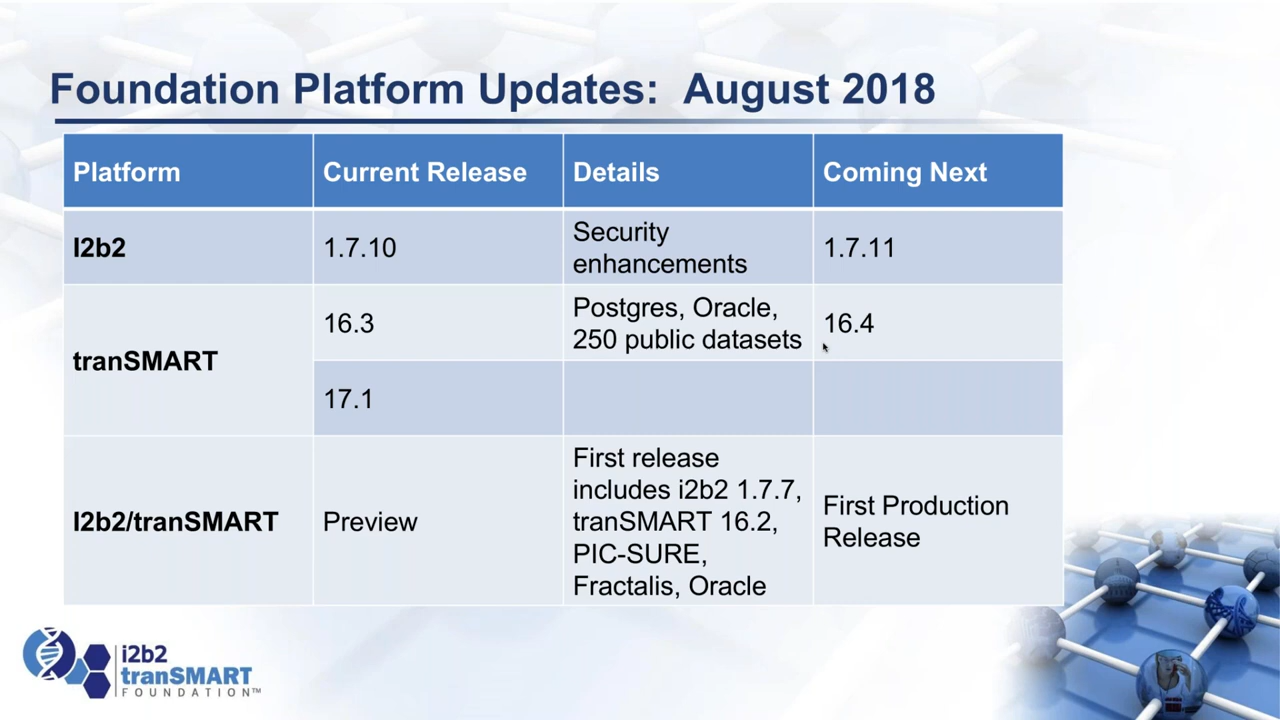 Foundation Platform Updates: August 2018
Platform
Current Release
Details
Coming Next
I2b2
1.7.10
Security
enhancements
1.7.11
tranSMART
16.3
Postgres, Oracle,
250 public datasets
16.4
17.1
I2b2/tranSMART
Preview
First release
includes i2b2 1.7.7,
tranSMART 16.2,
PIC-SURE,
Fractalis, Oracle
First Production
Release
i2b2
tranSMART
FOUNDATION™